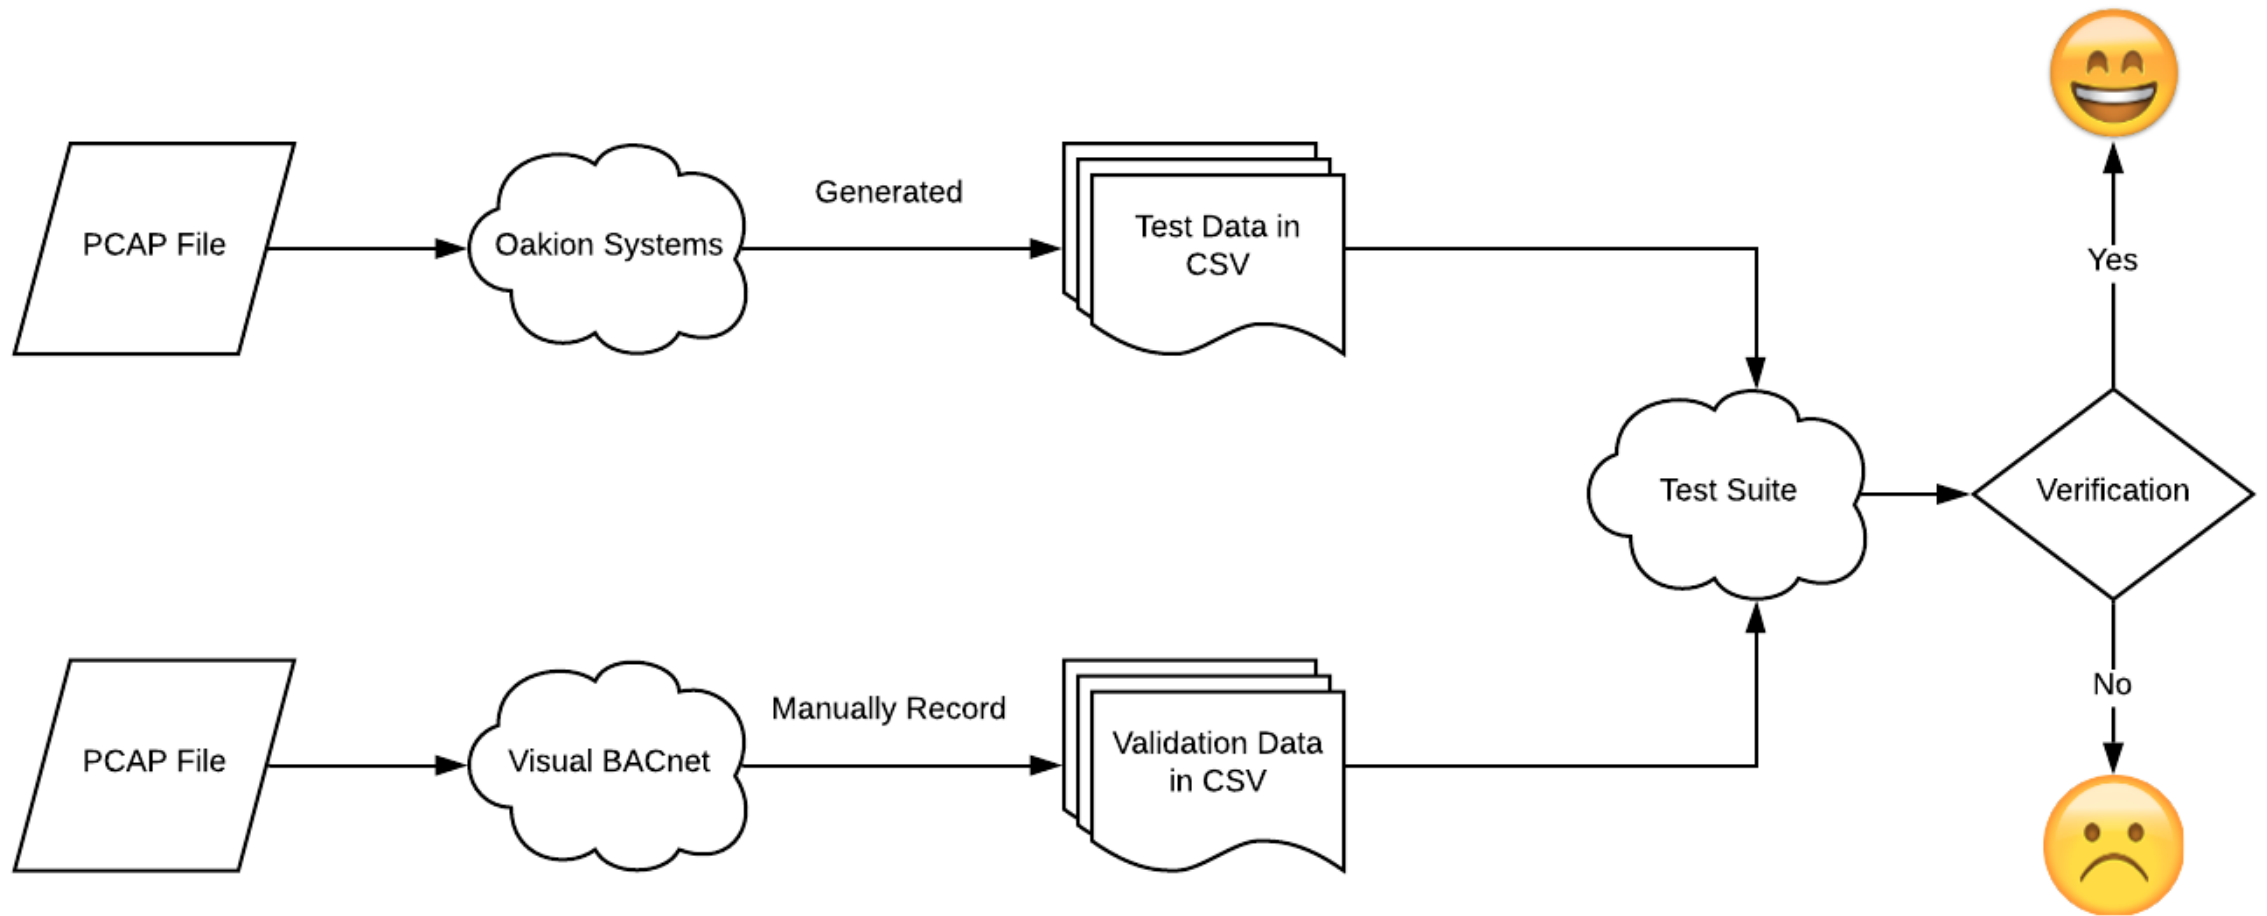 PCAP File
Oakion Systems
Generated
Test Data in
CSV
Yes
Test Suite
Verification
No
PCAP File
Visual BACnet
Manually Record
Validation Data
in CSV